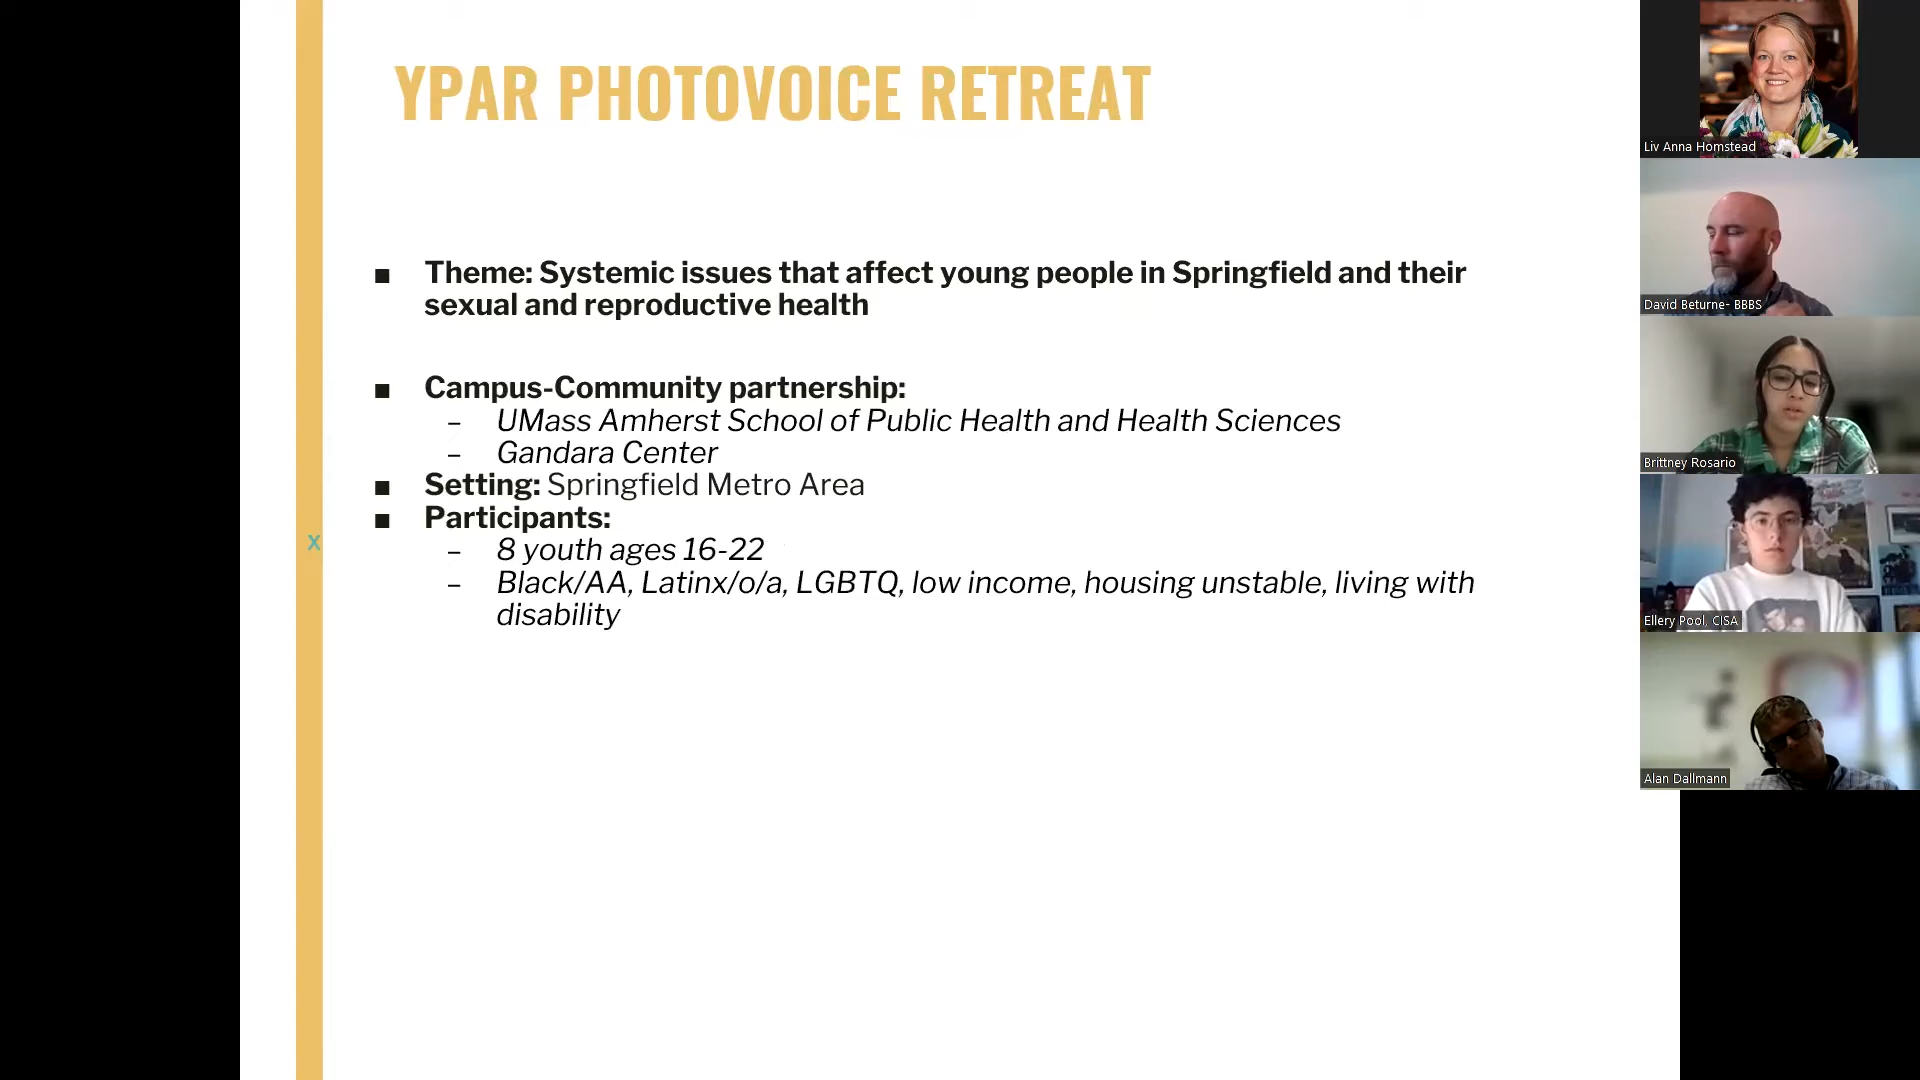 YPAR PHOTOVOICE RETREAT
■ Theme: Systemic issues that affect young people in Springfield and their
sexual and reproductive health
■ Campus-Community partnership:
– UMass Amherst School of Public Health and Health Sciences
– Gandara Center
■ Setting: Springfield Metro Area
■ Participants:
– 8 youth ages 16-22
– Black/AA, Latinx/o/a, LGBTQ, low income, housing unstable, living with
disability
X
Liv Anna Homstead
David Beturne- BBBS
Brittney Rosario
Ellery Pool, CISA
Alan Dallmann